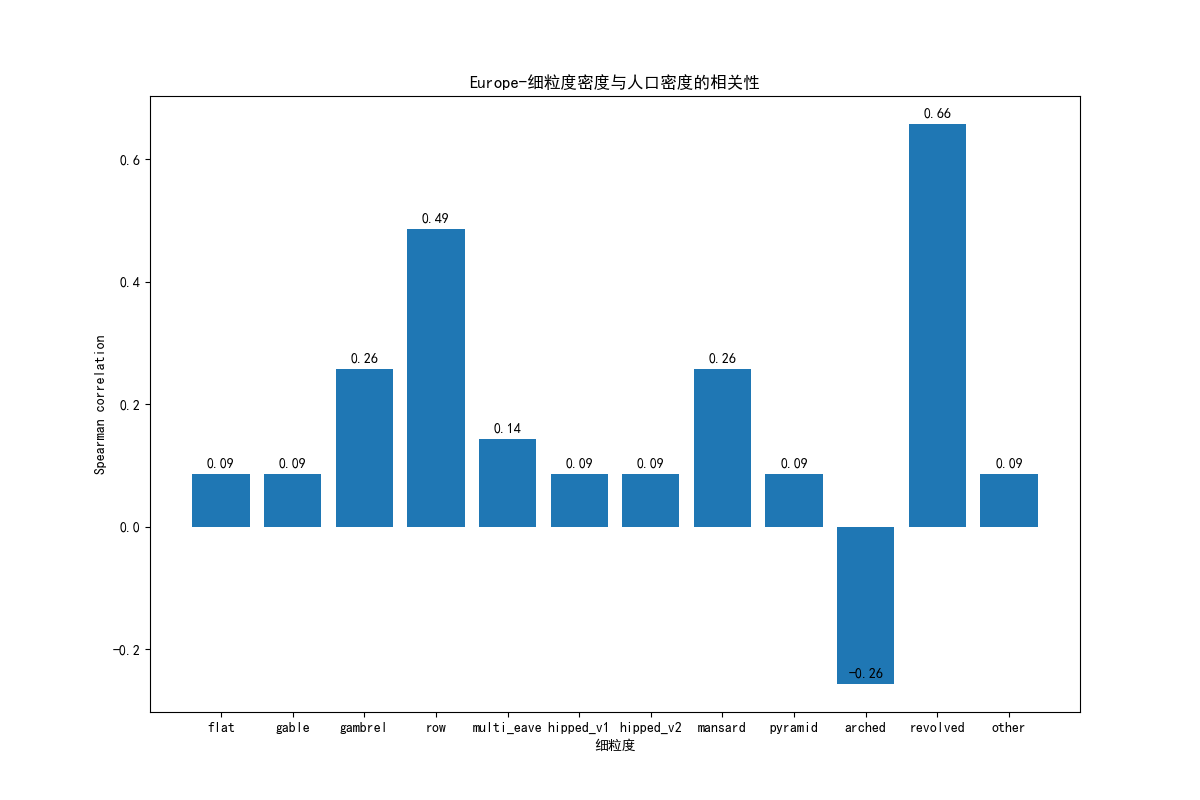 Europe-细粒度密度与人口密度的相关性
0.66
0.6
0.49
0.4
0.26 0.26
0.2
0.14
0.09 0.09 0.09 0.09 0.09 0.09
0.0
-0.2
-0.26
Spearman correlation
flat gable gambrel row multi_eave hipped_v1 hipped_v2 mansard pyramid arched revolved other
细粒度